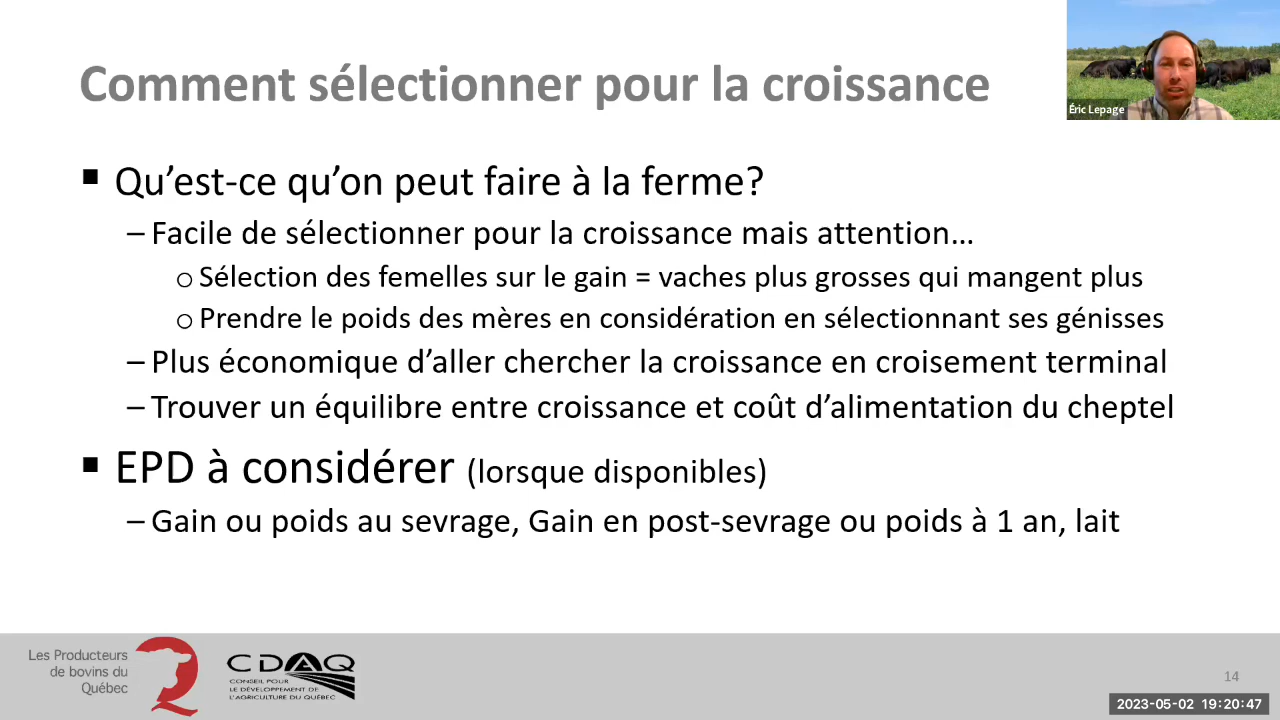 Comment sélectionner pour la croissance
Éric Lepage
▪ Qu’est-ce qu’on peut faire à la ferme?
– Facile de sélectionner pour la croissance mais attention…
o Sélection des femelles sur le gain = vaches plus grosses qui mangent plus
o Prendre le poids des mères en considération en sélectionnant ses génisses
– Plus économique d’aller chercher la croissance en croisement terminal
– Trouver un équilibre entre croissance et coût d’alimentation du cheptel
▪ EPD à considérer (lorsque disponibles)
– Gain ou poids au sevrage, Gain en post-sevrage ou poids à 1 an, lait
Les Producteurs
de bovins du
Québec
CDAQ
CONSEIL POUR
LE DÉVELOPPEMENT DE
L'AGRICULTURE DU QUÉBEC
14
2023-05-02 19:20:47